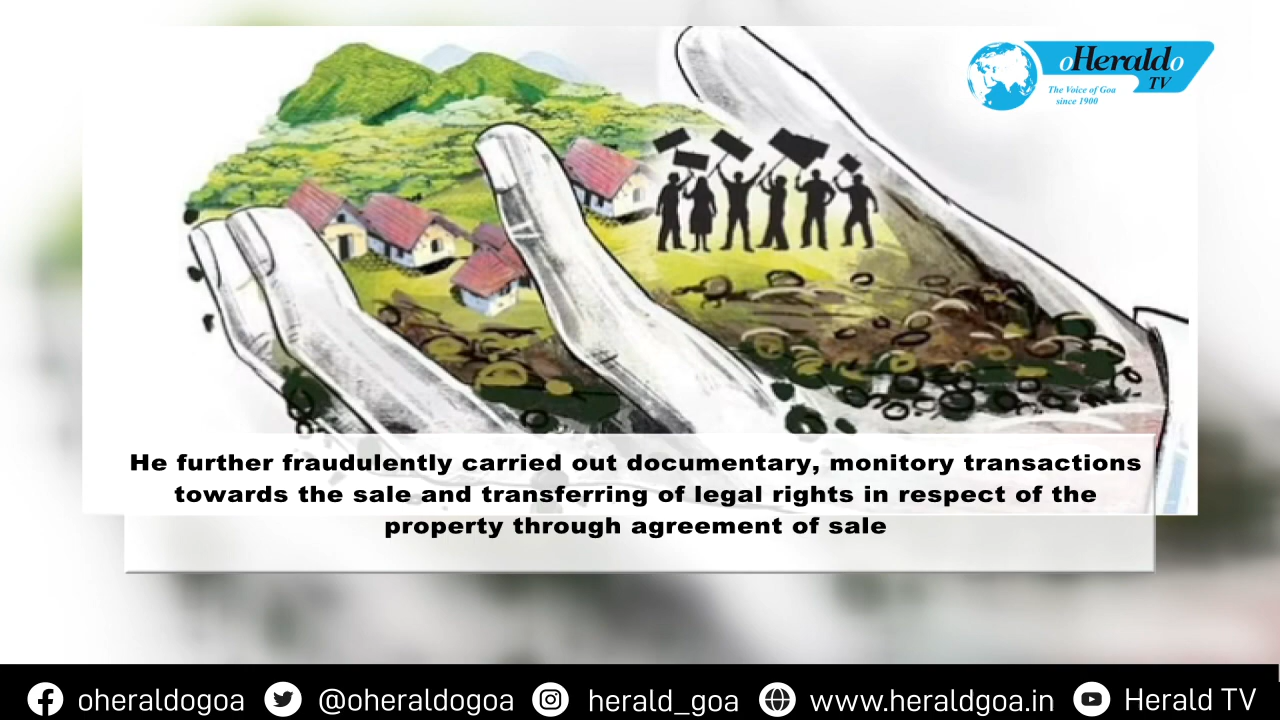 oHeraldo
TV
The Voice of Goa
since 1900
He further fraudulently carried out documentary, monitory transactions
towards the sale and transferring of legal rights in respect of the
property through agreement of sale
oheraldogoa @oheraldogoa herald_goa www.heraldgoa.in Herald TV